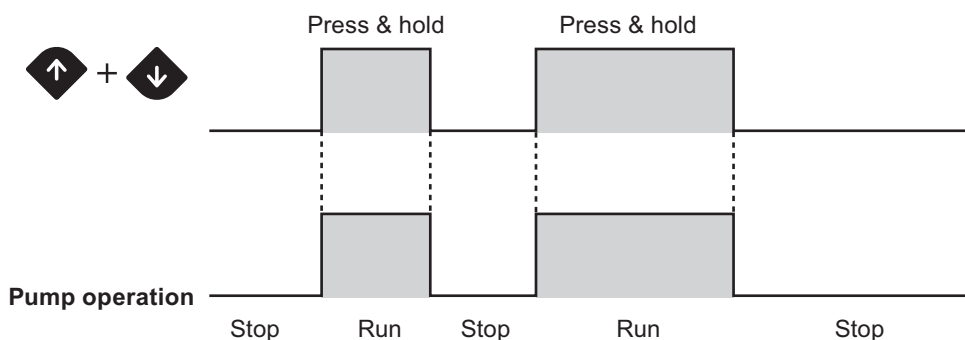 Press & hold Press & hold
+
Pump operation
Stop Run Stop Run Stop